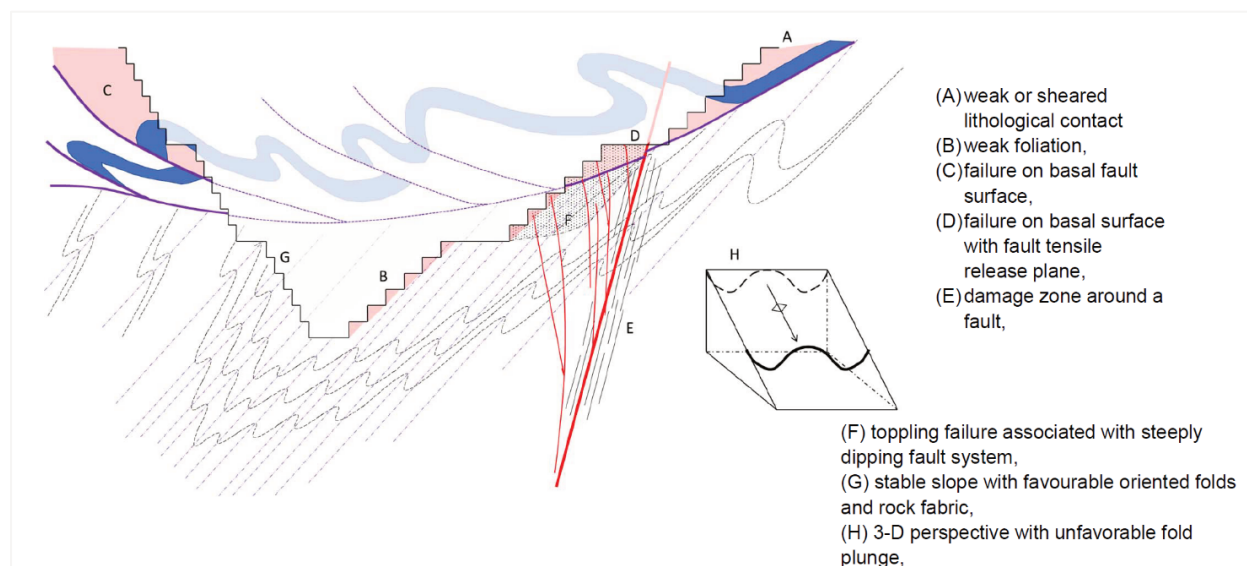 A
C
D
F
G
B
E
H
(A) weak or sheared
lithological contact
(B) weak foliation,
(C) failure on basal fault
surface,
(D) failure on basal surface
with fault tensile
release plane,
(E) damage zone around a
fault,
(F) toppling failure associated with steeply
dipping fault system,
(G) stable slope with favourable oriented folds
and rock fabric,
(H) 3-D perspective with unfavorable fold
plunge,